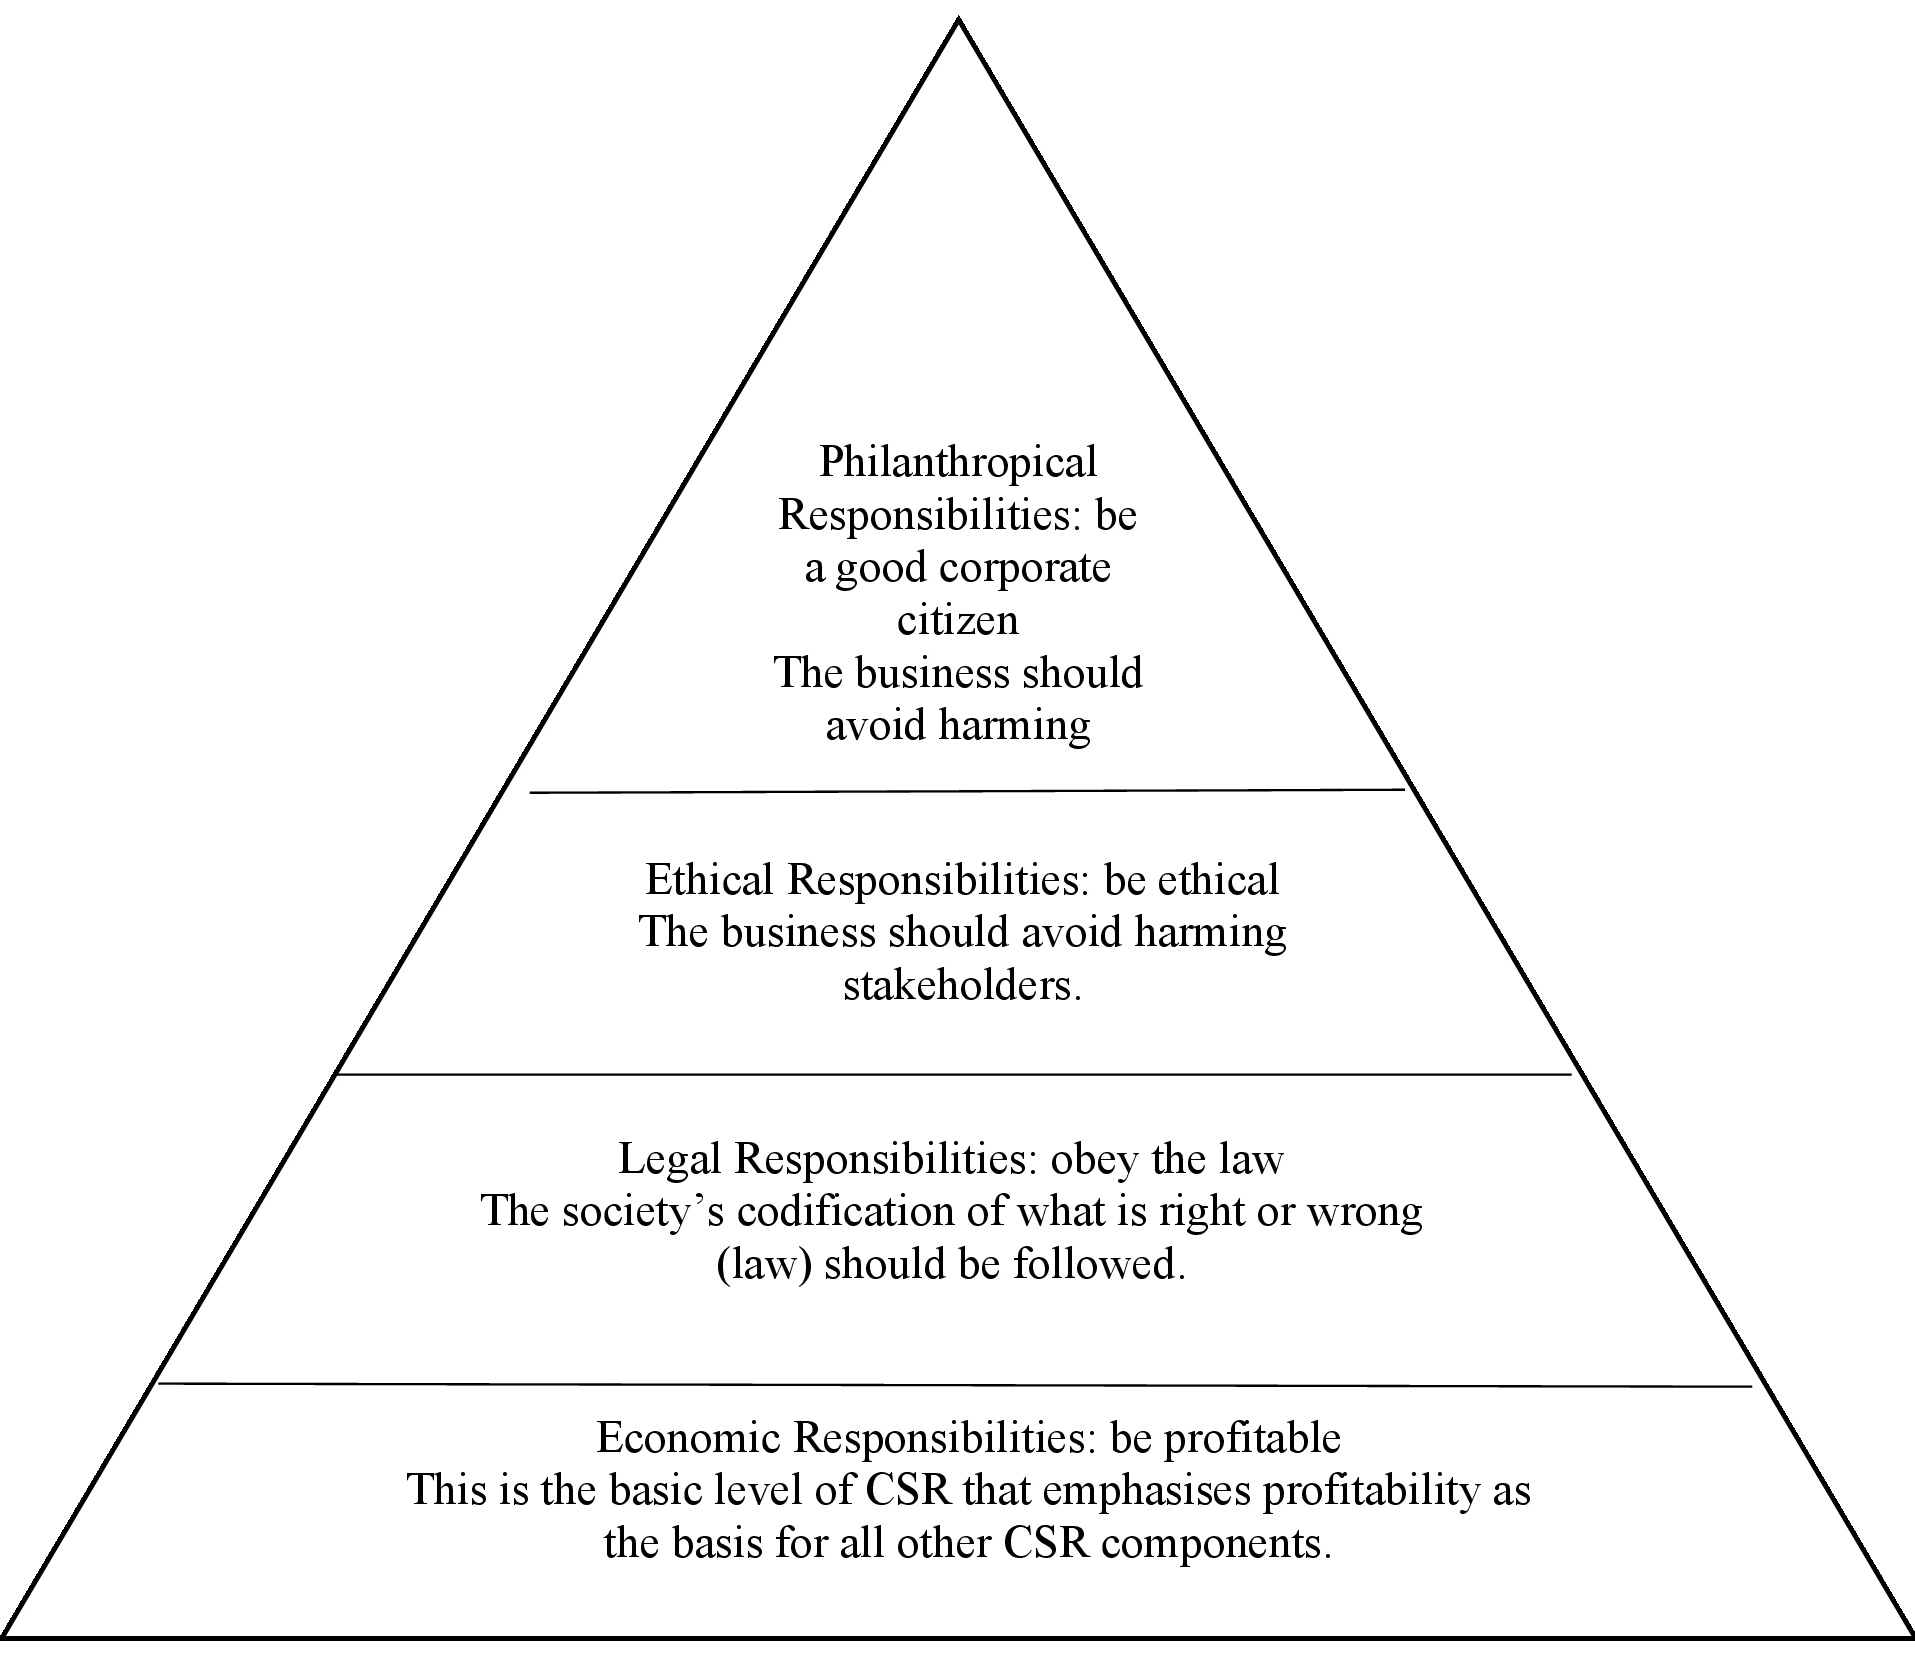 Philanthropical
Responsibilities: be
a good corporate
citizen
The business should
avoid harming
Ethical Responsibilities: be ethical
The business should avoid harming
stakeholders.
Legal Responsibilities: obey the law
The society’s codification of what is right or wrong
(law) should be followed.
Economic Responsibilities: be profitable
This is the basic level of CSR that emphasises profitability as
the basis for all other CSR components.